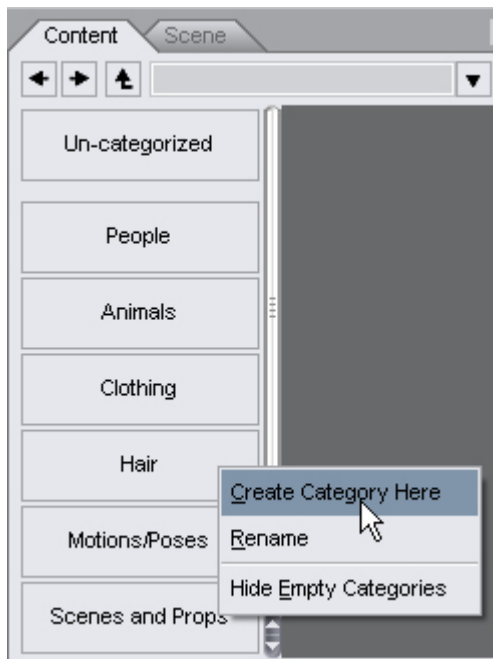 Content
Scene
Un-categorized
People
Animals
Clothing
Hair
Create Category Here
Motions/Poses
Rename
Hide Empty Categories
Scenes and Props